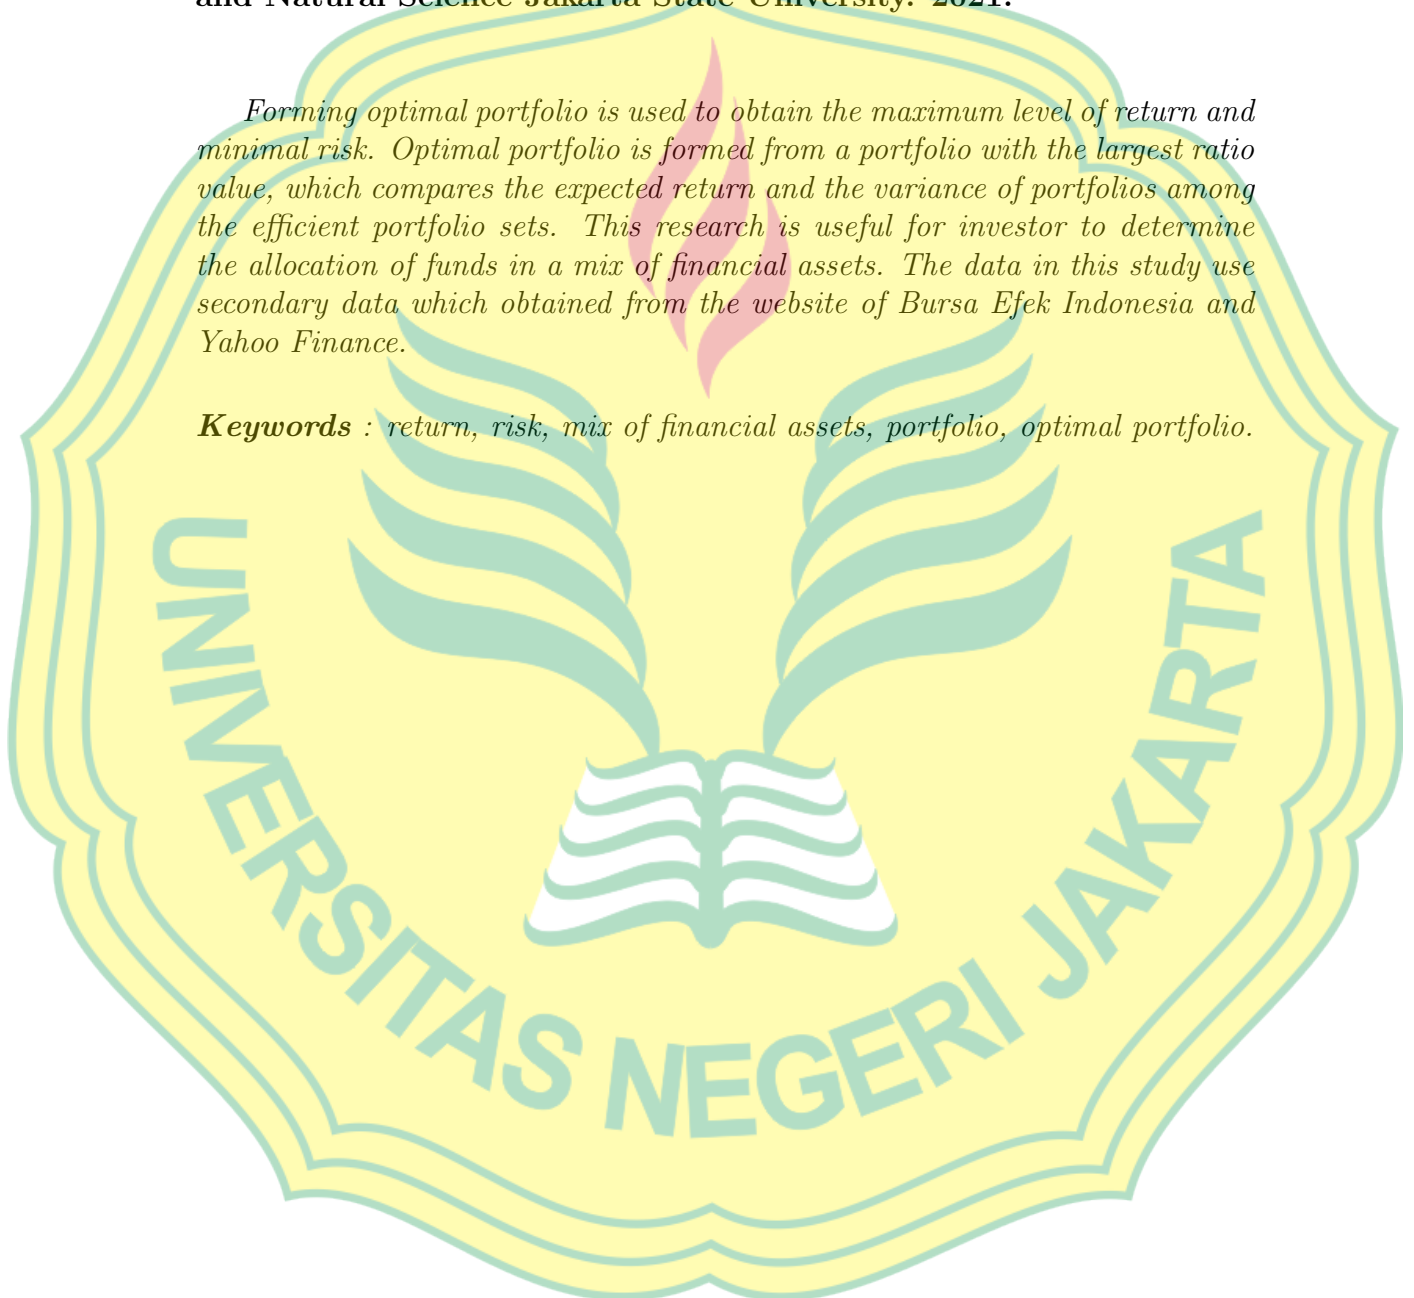 and Natural Science Jakarta State University. 2021.
Forming optimal portfolio is used to obtain the maximum level of return and
minimal risk. Optimal portfolio is formed from a portfolio with the largest ratio
value, which compares the expected return and the variance of portfolios among
the efficient portfolio sets. This research is useful for investor to determine
the allocation of funds in a mix of financial assets. The data in this study use
secondary data which obtained from the website of Bursa Efek Indonesia and
Yahoo Finance.
Keywords : return, risk, mix of financial assets, portfolio, optimal portfolio.
UNIVERSITAS NEGERI JAKARTA